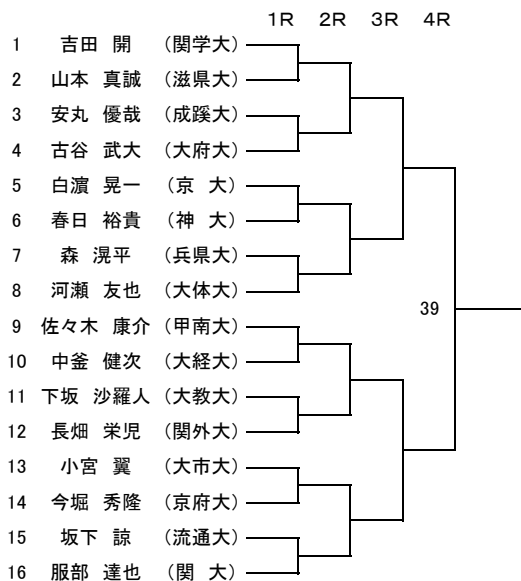 1R 2R 3R 4R
1 吉田 開 (関学大)
2 山本 真誠 (滋県大)
3 安丸 優哉 (成蹊大)
4 古谷 武大 (大府大)
5 白濵 晃一 (京 大)
6 春日 裕貴 (神 大)
7 森 滉平 (兵県大)
8 河瀬 友也 (大体大)
39
9 佐々木 康介 (甲南大)
10 中釜 健次 (大経大)
11 下坂 沙羅人 (大教大)
12 長畑 栄児 (関外大)
13 小宮 翼 (大市大)
14 今堀 秀隆 (京府大)
15 坂下 諒 (流通大)
16 服部 達也 (関 大)